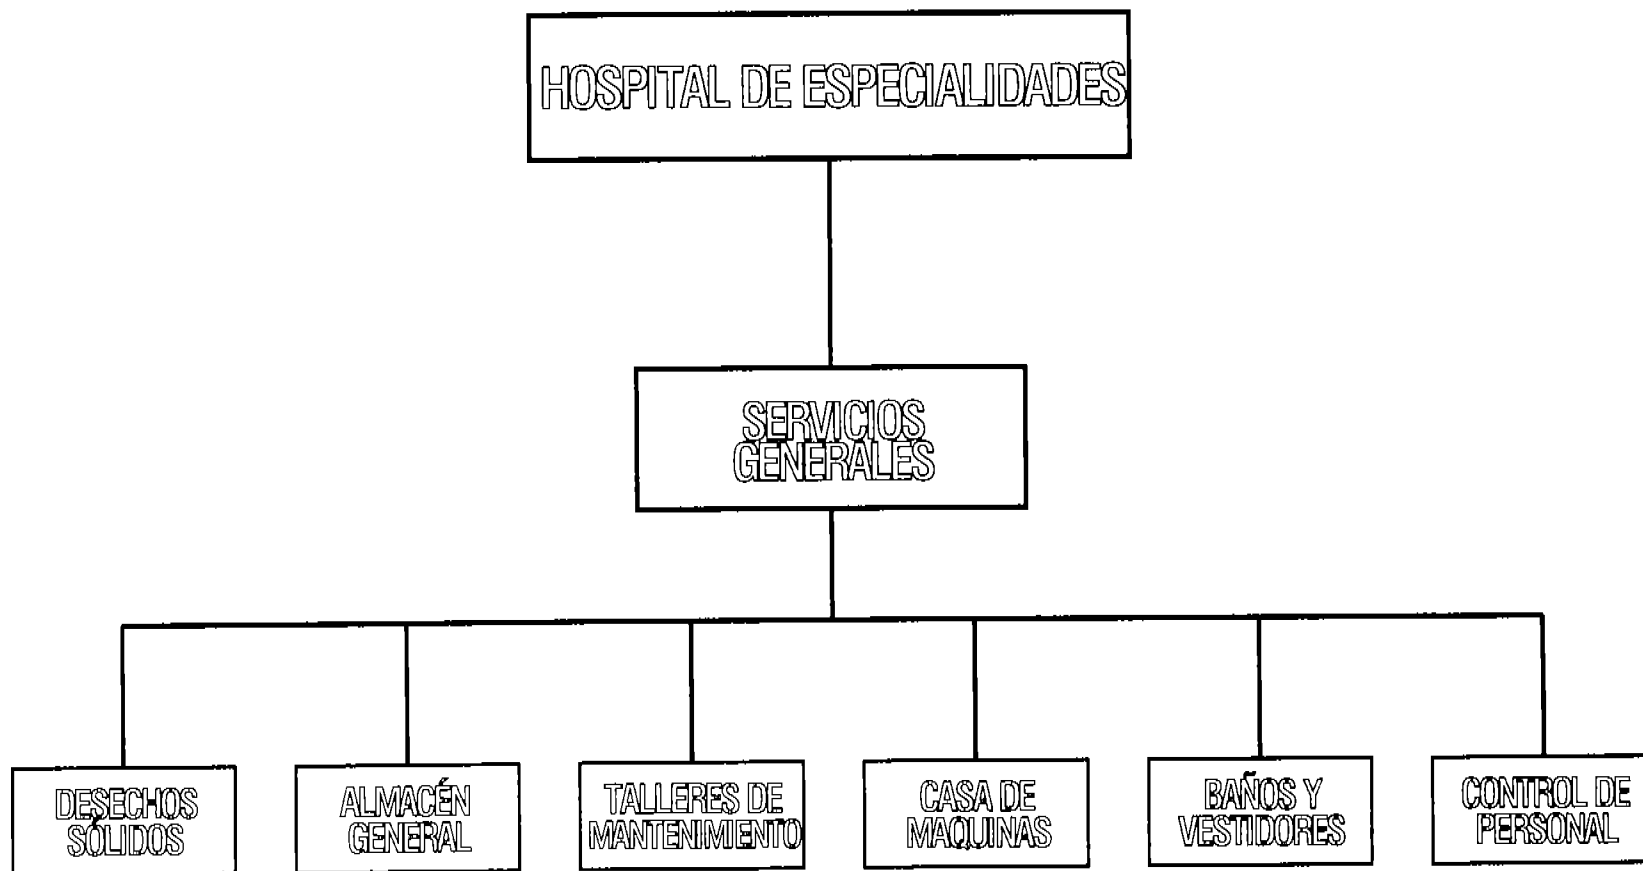 HOSPITAL DE ESPECIALIDADES
SERVICIOS
GENERALES
DESECHOS
SÓLIDOS
ALMACÉN
GENERAL
TALLERES DE
MANTENIMIENTO
CASA DE
MAQUINAS
BAÑOS Y
VESTIDORES
CONTROL DE
PERSONAL